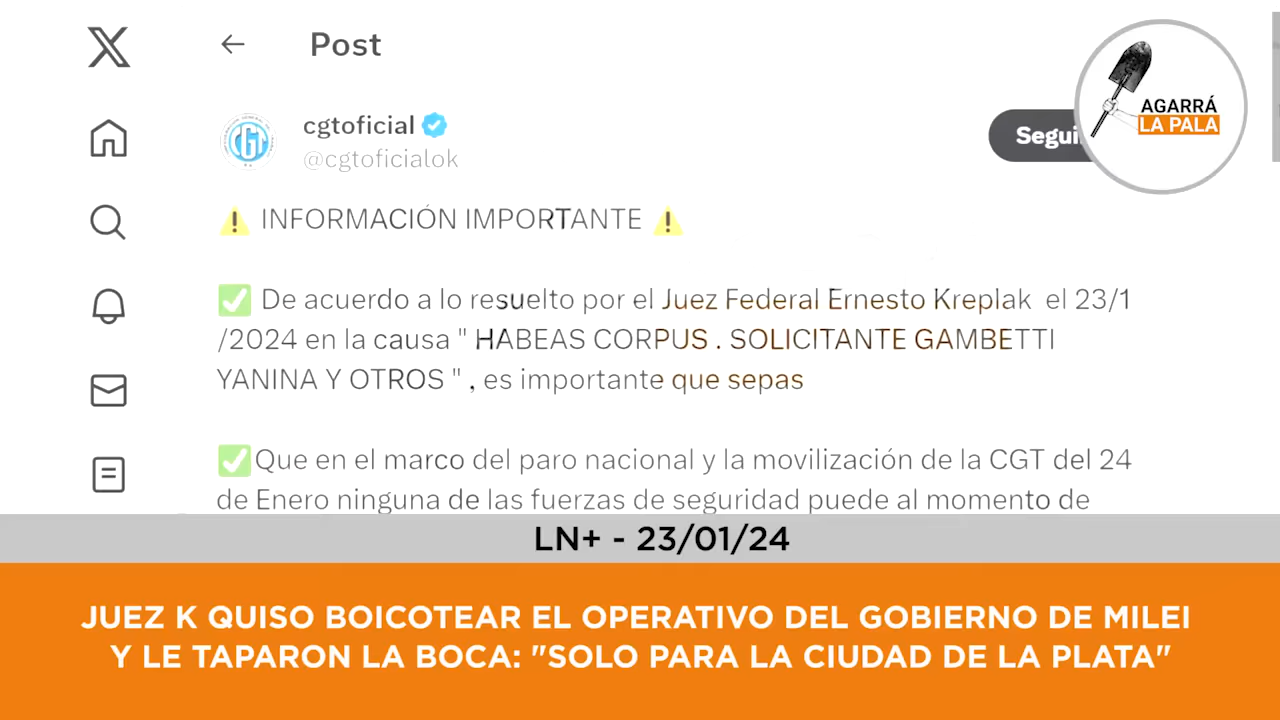 Post
cgtoficial
@cgtoficialok
Segui
AGARRÁ
LA PALA
⚠️ INFORMACIÓN IMPORTANTE ⚠️
✅ De acuerdo a lo resuelto por el Juez Federal Ernesto Kreplak el 23/1
/2024 en la causa " HABEAS CORPUS . SOLICITANTE GAMBETTI
YANINA Y OTROS " , es importante que sepas
✅Que en el marco del paro nacional y la movilización de la CGT del 24
de Enero ninguna de las fuerzas de seguridad puede al momento de
LN+ - 23/01/24
JUEZ K QUISO BOICOTEAR EL OPERATIVO DEL GOBIERNO DE MILEI
Y LE TAPARON LA BOCA: "SOLO PARA LA CIUDAD DE LA PLATA"